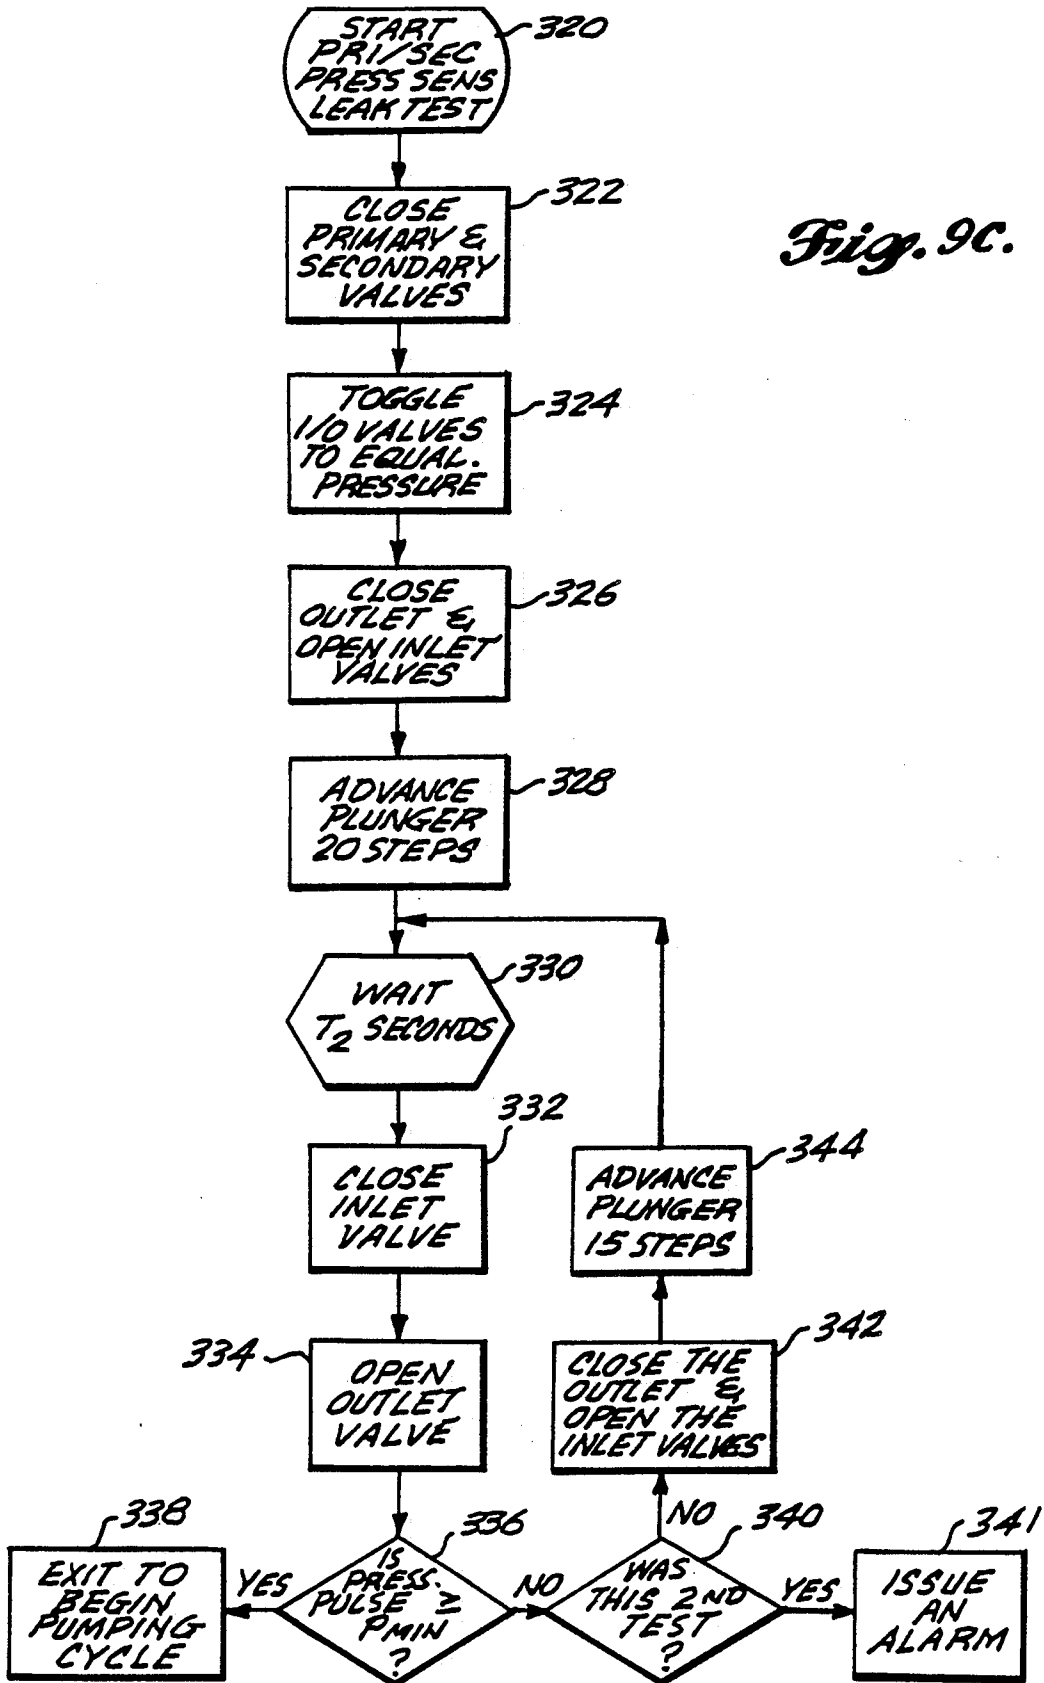 START
PRI/SEC
PRESS SENS
LEAK TEST
320
CLOSE
PRIMARY &
SECONDARY
VALVES
322
Fig. 9C.
TOGGLE
I/O VALVES
TO EQUAL.
PRESSURE
324
CLOSE
OUTLET &
OPEN INLET
VALVES
326
ADVANCE
PLUNGER
20 STEPS
328
WAIT
T2 SECONDS
330
CLOSE
INLET
VALVE
332
ADVANCE
PLUNGER
15 STEPS
344
334
OPEN
OUTLET
VALVE
CLOSE THE
OUTLET &
OPEN THE
INLET VALVES
342
338
EXIT TO
BEGIN
PUMPING
CYCLE
YES
336
IS
PRESS.
PULSE ≥
PMIN
?
NO
NO
340
WAS
THIS 2ND
TEST
?
YES
341
ISSUE
AN
ALARM